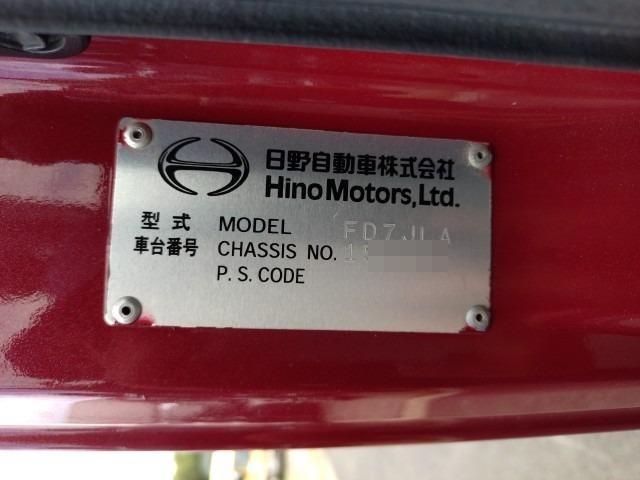 日野自動車株式会社
Hino Motors, Ltd.
型式 MODEL FD7JLA
車台番号 CHASSIS NO. 1
P. S. CODE